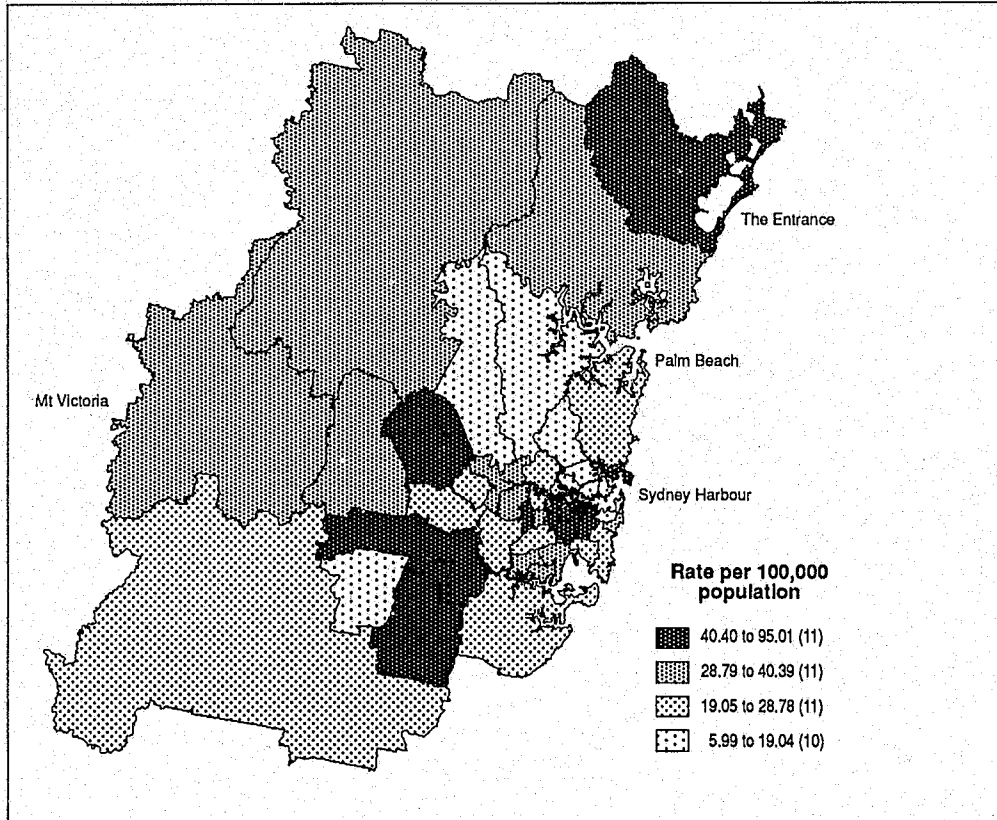 The Entrance
Palm Beach
Mt Victoria
Sydney Harbour
Rate per 100,000
population
40.40 to 95.01 (11)
28.79 to 40.39 (11)
19.05 to 28.78 (11)
5.99 to 19.04 (10)